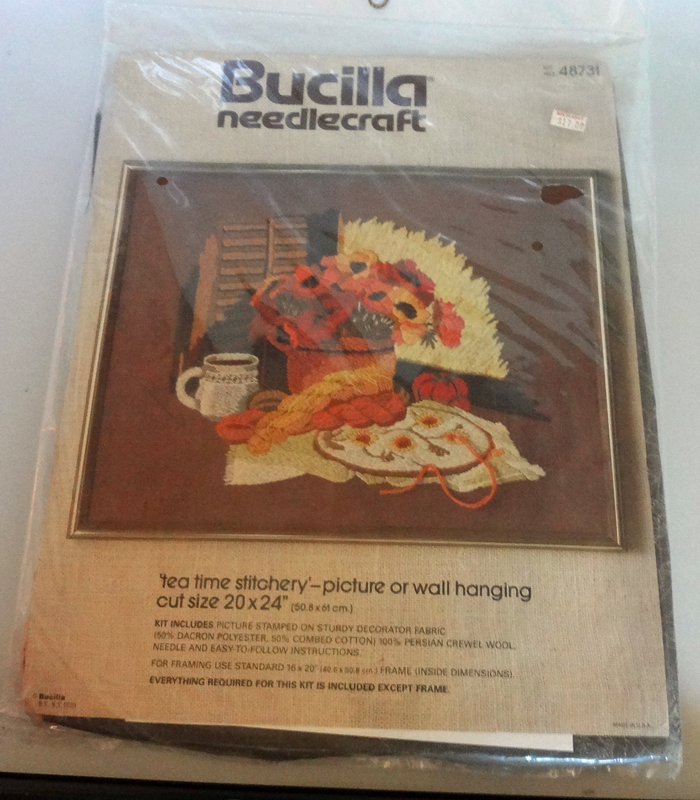 Bucilla
needlecraft
48731
'tea time stitchery'—picture or wall hanging
cut size 20 x 24" (50.8 x 61 cm.)
KIT INCLUDES PICTURE STAMPED ON STURDY DECORATOR FABRIC
(50% DACRON POLYESTER, 50% COMBED COTTON) 100% PERSIAN CREWEL WOOL,
NEEDLE AND EASY-TO-FOLLOW INSTRUCTIONS.
FOR FRAMING USE STANDARD 16 x 20" (40.6 x 50.8 cm.) FRAME (INSIDE DIMENSIONS).
EVERYTHING REQUIRED FOR THIS KIT IS INCLUDED EXCEPT FRAME.
Bucilla
MADE IN U.S.A.